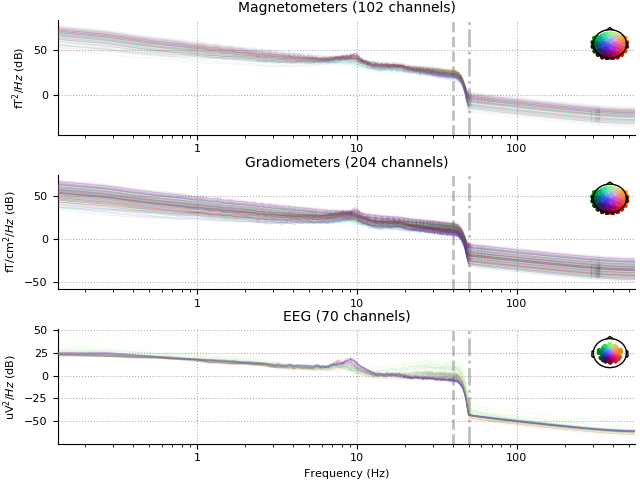 Magnetometers (102 channels)
fT²/Hz (dB)
50
0
1
10
100
Gradiometers (204 channels)
fT/cm²/Hz (dB)
50
0
−50
1
10
100
EEG (70 channels)
uV²/Hz (dB)
50
25
0
−25
−50
1
10
100
Frequency (Hz)